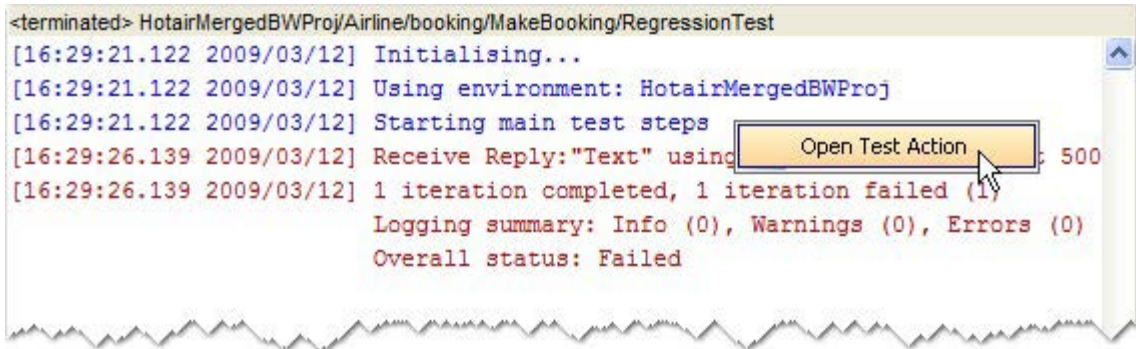 <terminated> HotairMergedBWProj/Airline/booking/MakeBooking/RegressionTest
[16:29:21.122 2009/03/12] Initialising...
[16:29:21.122 2009/03/12] Using environment: HotairMergedBWProj
[16:29:21.122 2009/03/12] Starting main test steps
Open Test Action
[16:29:26.139 2009/03/12] Receive Reply:"Text" using 500
[16:29:26.139 2009/03/12] 1 iteration completed, 1 iteration failed (1)
Logging summary: Info (0), Warnings (0), Errors (0)
Overall status: Failed